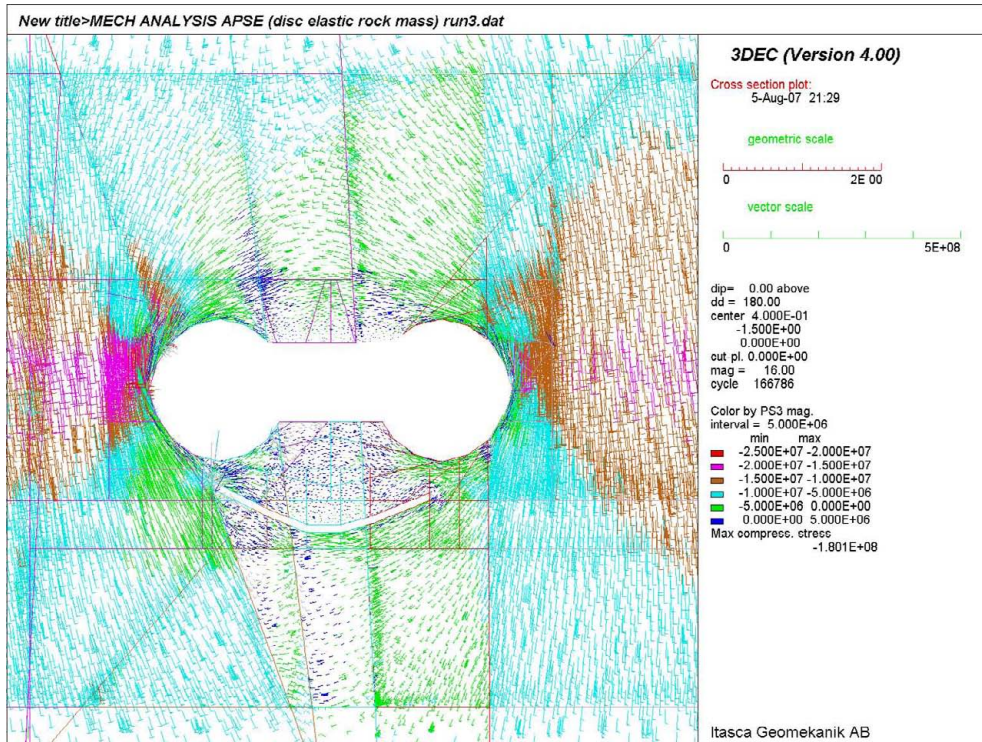 New title>MECH ANALYSIS APSE (disc elastic rock mass) run3.dat
3DEC (Version 4.00)
Cross section plot:
5-Aug-07 21:29
geometric scale
0 2E 00
vector scale
0 5E+08
dip= 0.00 above
dd = 180.00
center 4.000E-01
-1.500E+00
0.000E+00
cut pl. 0.000E+00
mag = 16.00
cycle 166786
Color by PS3 mag.
interval = 5.000E+06
min max
-2.500E+07 -2.000E+07
-2.000E+07 -1.500E+07
-1.500E+07 -1.000E+07
-1.000E+07 -5.000E+06
-5.000E+06 0.000E+00
0.000E+00 5.000E+06
Max compress. stress
-1.801E+08
Itasca Geomekanik AB